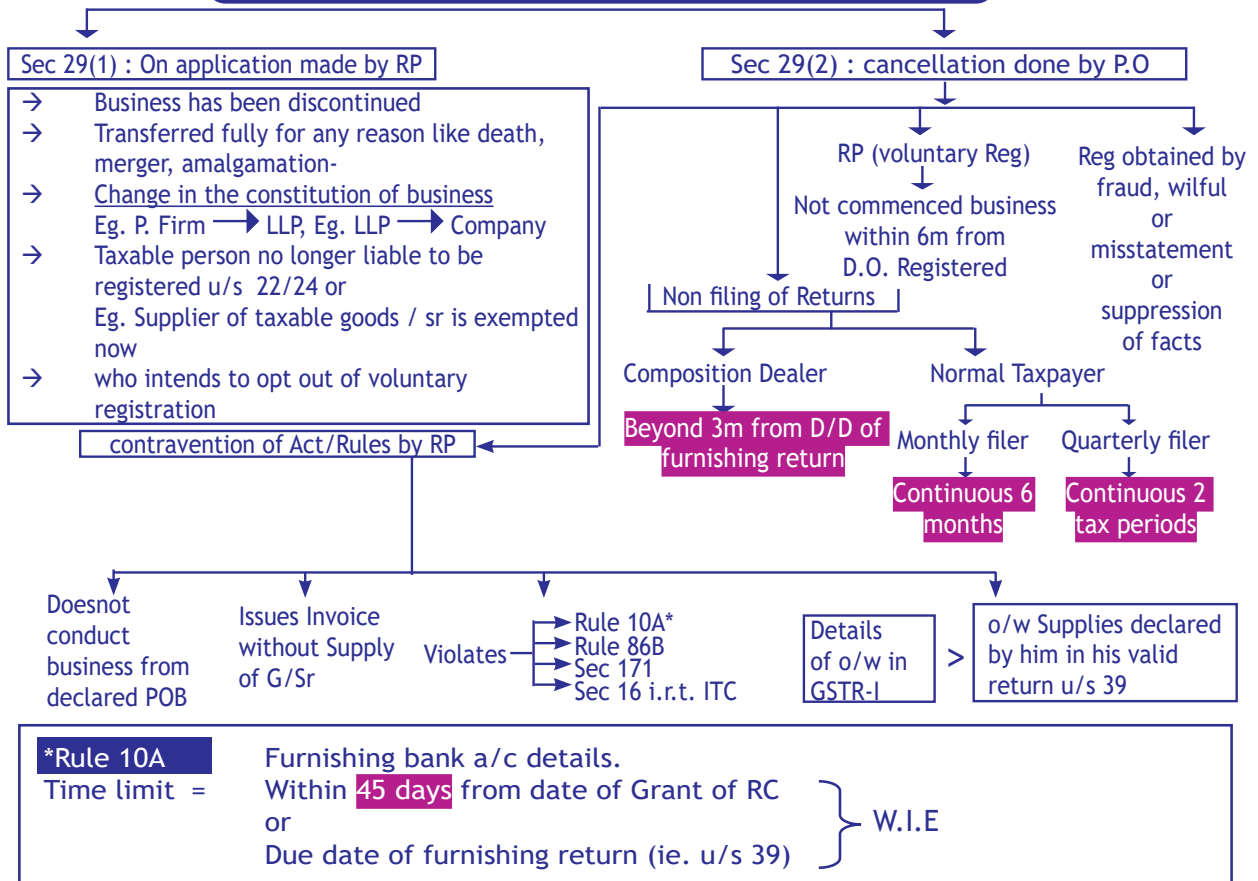 Sec 29(1) : On application made by RP
→ Business has been discontinued
→ Transferred fully for any reason like death,
merger, amalgamation-
→ Change in the constitution of business
Eg. P. Firm → LLP, Eg. LLP → Company
→ Taxable person no longer liable to be
registered u/s 22/24 or
Eg. Supplier of taxable goods / sr is exempted
now
→ who intends to opt out of voluntary
registration
Sec 29(2) : cancellation done by P.O
RP (voluntary Reg)
Not commenced business
within 6m from
D.O. Registered
Reg obtained by
fraud, wilful
or
misstatement
or
suppression
of facts
Non filing of Returns
Composition Dealer
Beyond 3m from D/D of
furnishing return
Normal Taxpayer
Monthly filer
Continuous 6
months
Quarterly filer
Continuous 2
tax periods
contravention of Act/Rules by RP
Doesnot
conduct
business from
declared POB
Issues Invoice
without Supply
of G/Sr
Violates
Rule 10A*
Rule 86B
Sec 171
Sec 16 i.r.t. ITC
Details
of o/w in
GSTR-I
>
o/w Supplies declared
by him in his valid
return u/s 39
*Rule 10A Furnishing bank a/c details.
Time limit = Within 45 days from date of Grant of RC
or
Due date of furnishing return (ie. u/s 39)
W.I.E